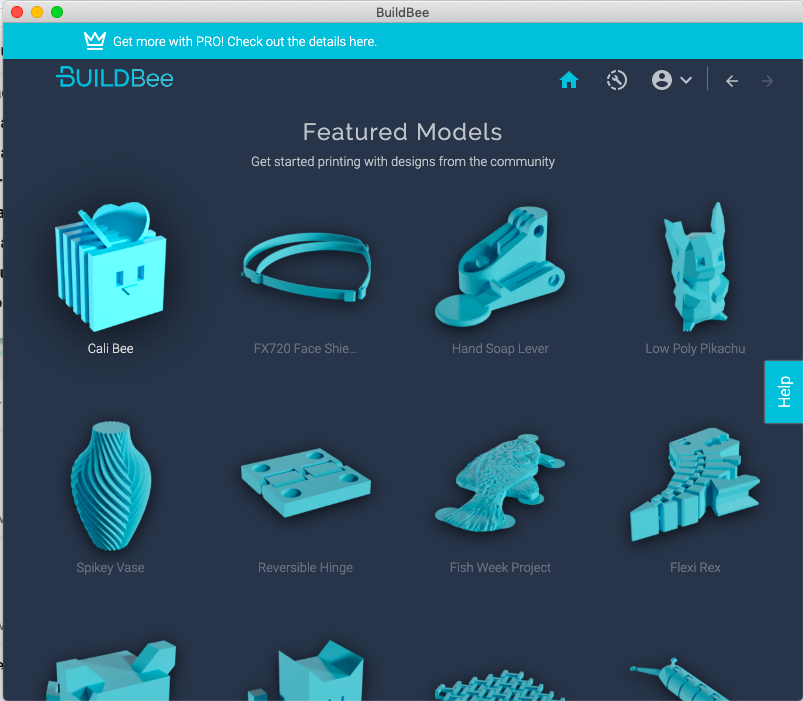 BuildBee
Get more with PRO! Check out the details here.
BUILDBee
Featured Models
Get started printing with designs from the community
Cali Bee
FX720 Face Shie...
Hand Soap Lever
Low Poly Pikachu
Help
Spikey Vase
Reversible Hinge
Fish Week Project
Flexi Rex